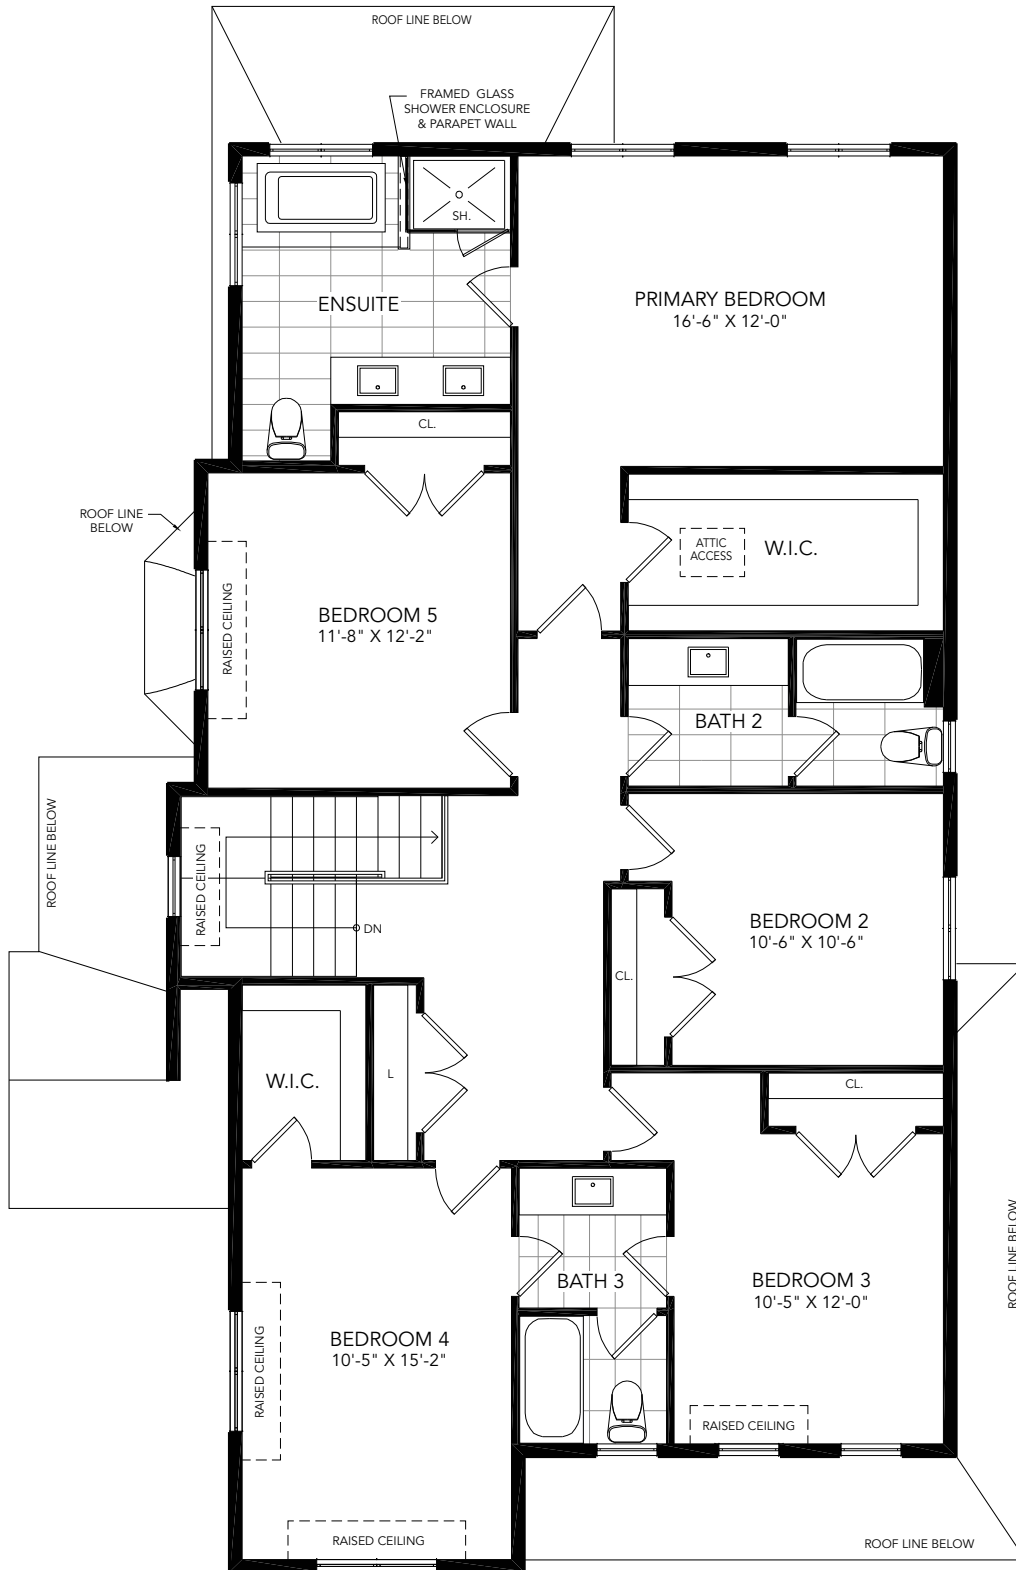 ROOF LINE BELOW
FRAMED GLASS
SHOWER ENCLOSURE
& PARAPET WALL
SH.
ENSUITE
PRIMARY BEDROOM
16'-6" X 12'-0"
CL.
ROOF LINE
BELOW
RAISED CEILING
BEDROOM 5
11'-8" X 12'-2"
ATTIC
ACCESS
W.I.C.
BATH 2
ROOF LINE BELOW
RAISED CEILING
DN
BEDROOM 2
10'-6" X 10'-6"
CL.
W.I.C.
L
CL.
ROOF LINE BELOW
BATH 3
BEDROOM 3
10'-5" X 12'-0"
RAISED CEILING
BEDROOM 4
10'-5" X 15'-2"
RAISED CEILING
RAISED CEILING
ROOF LINE BELOW